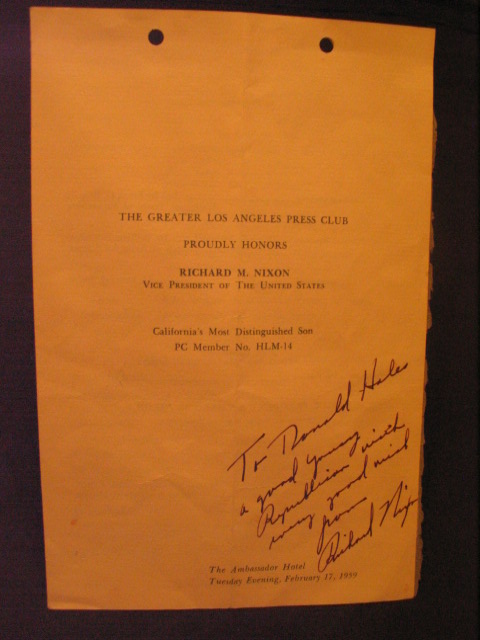 THE GREATER LOS ANGELES PRESS CLUB
PROUDLY HONORS
RICHARD M. NIXON
VICE PRESIDENT OF THE UNITED STATES
California's Most Distinguished Son
PC Member No. HLM-14
To Donald Hales
a good young
Republican with
every good wish
from
Richard Nixon
The Ambassador Hotel
Tuesday Evening, February 17, 1959